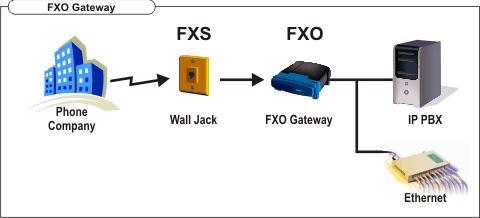 FXO Gateway
FXS
FXO
Phone
Company
Wall Jack
FXO Gateway
IP PBX
Ethernet